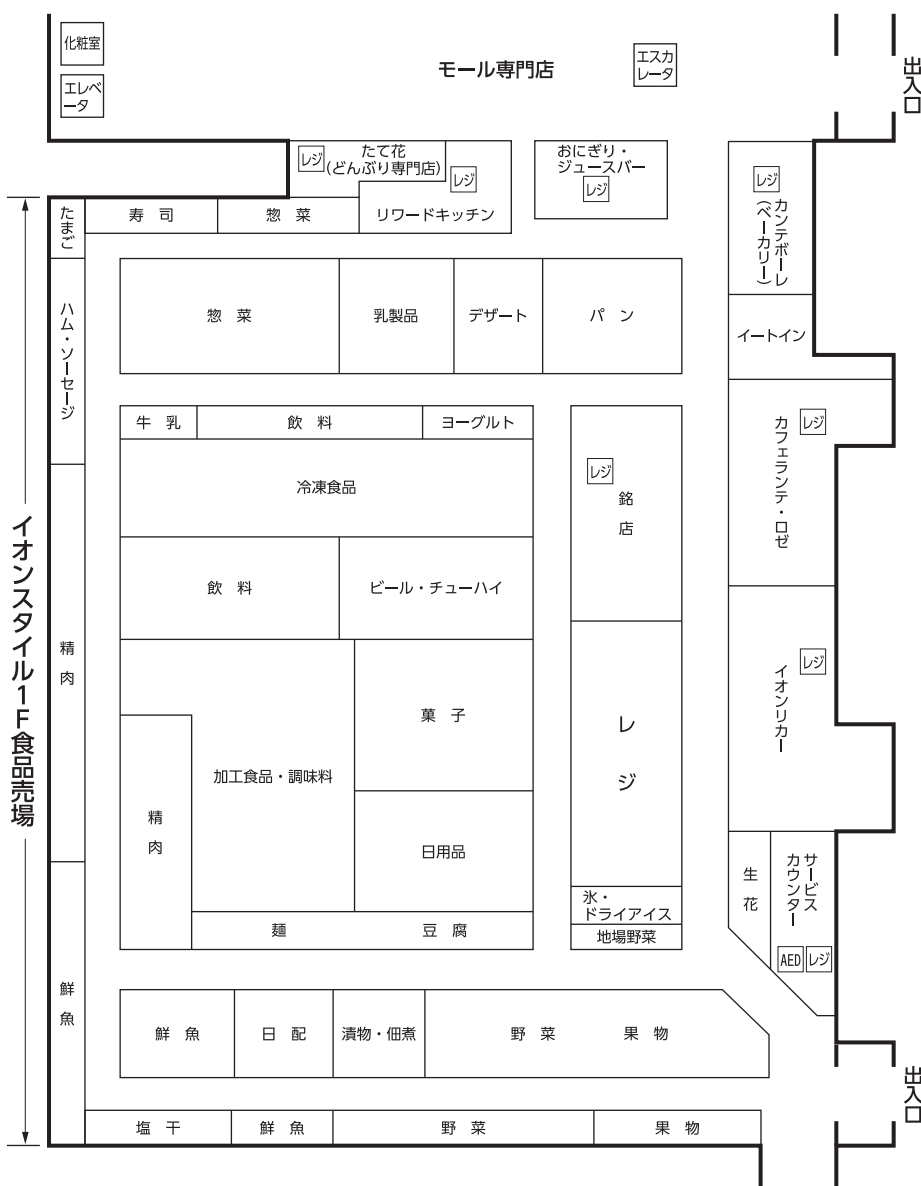 化粧室
エレベ
ータ
モール専門店
エスカ
レータ
出入口
レジ
たて花
(どんぶり専門店)
レジ
リワードキッチン
おにぎり・
ジュースバー
レジ
レジ
カンテボーレ
(ベーカリー)
たまご
寿司
惣菜
ハム・ソーセージ
惣菜
乳製品
デザート
パン
イートイン
牛乳
飲料
ヨーグルト
冷凍食品
レジ
銘店
レジ
カフェランテ・ロゼ
イオンスタイル1F食品売場
飲料
ビール・チューハイ
精肉
菓子
レジ
レジ
イオンリカー
加工食品・調味料
精肉
日用品
生花
サービス
カウンター
AED
レジ
氷・
ドライアイス
地場野菜
麺
豆腐
鮮魚
鮮魚
日配
漬物・佃煮
野菜
果物
出入口
塩干
鮮魚
野菜
果物